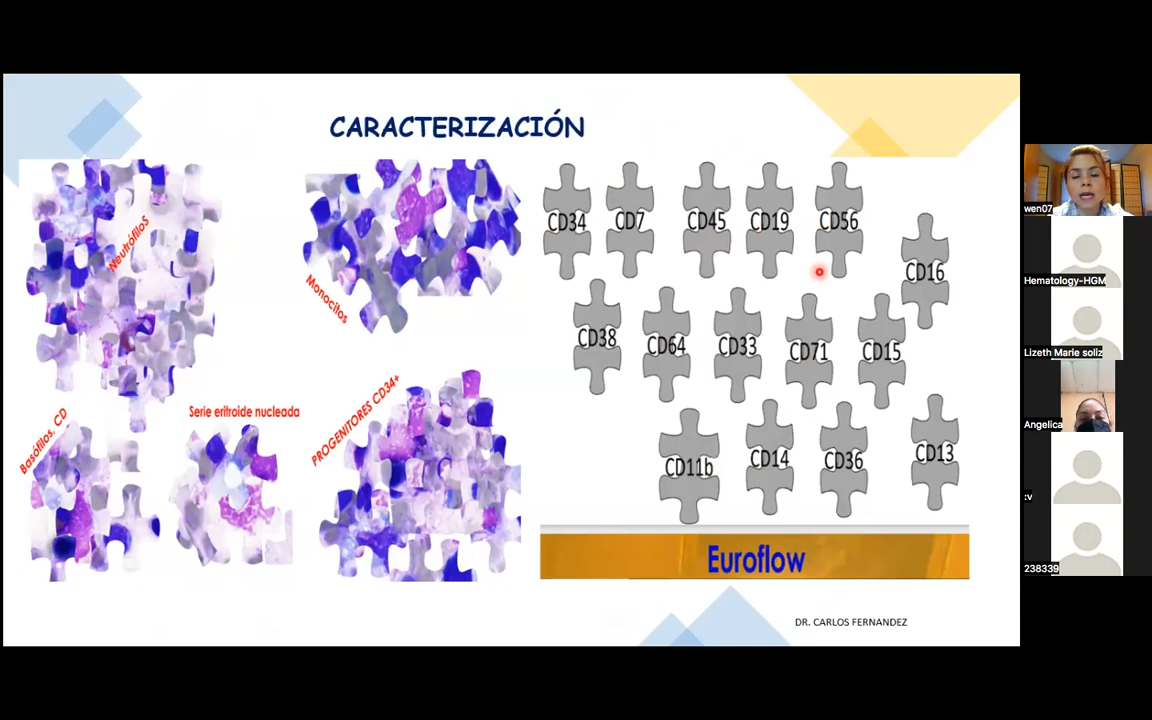 CARACTERIZACIÓN
NeutrófiloS
Monocitos
Basófilos, CD
Serie eritroide nucleada
PROGENITORES CD34+
CD34
CD7
CD45
CD19
CD56
CD16
CD38
CD64
CD33
CD71
CD15
CD11b
CD14
CD36
CD13
Euroflow
DR. CARLOS FERNANDEZ
wen07
Hematology-HGM
Lizeth Marie soliz
Angelica
:v
238339